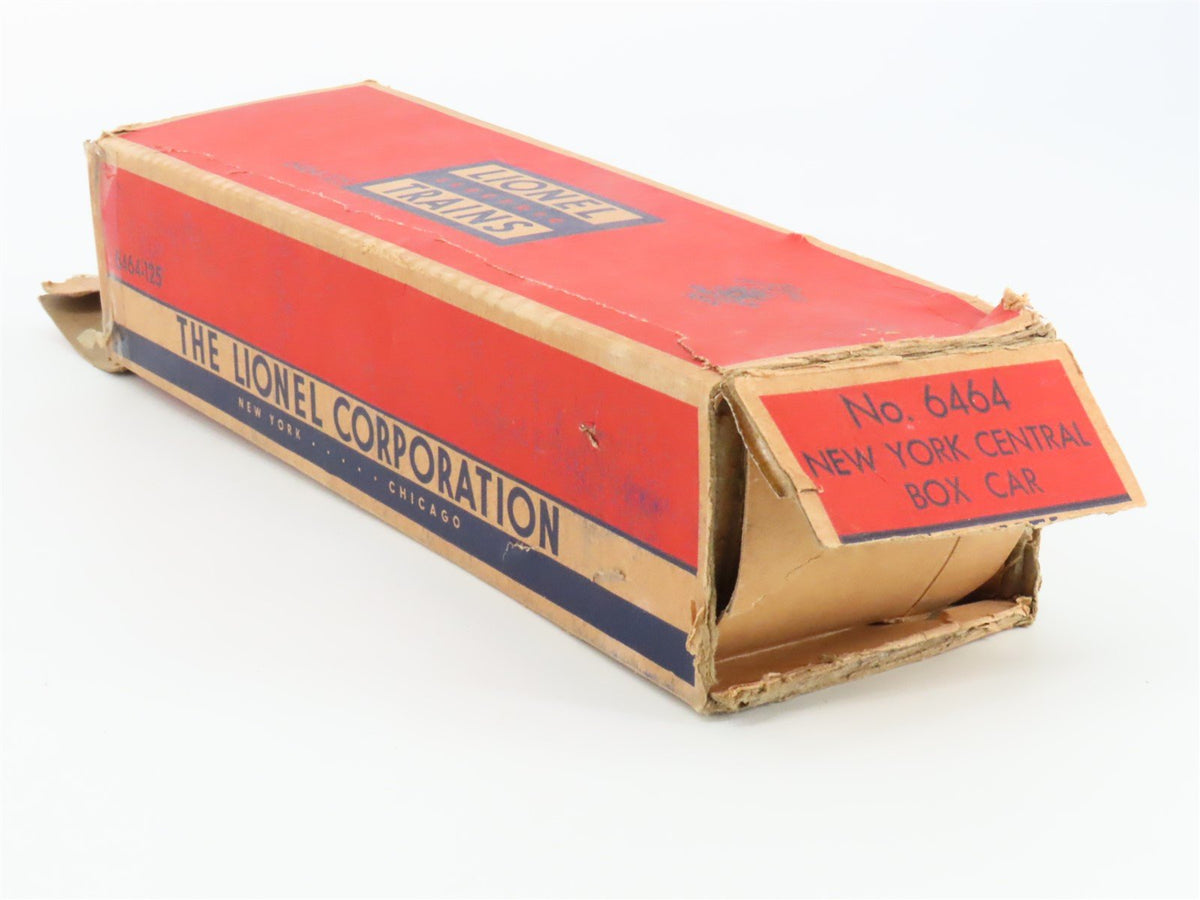 LIONEL
TRAINS
6464-125
THE LIONEL CORPORATION
NEW YORK . . . . . CHICAGO
No. 6464
NEW YORK CENTRAL
BOX CAR